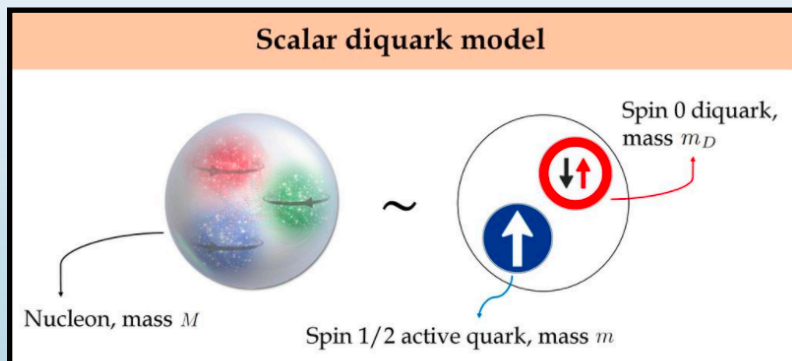 Scalar diquark model
Spin 0 diquark,
mass m_D
~
Nucleon, mass M
Spin 1/2 active quark, mass m